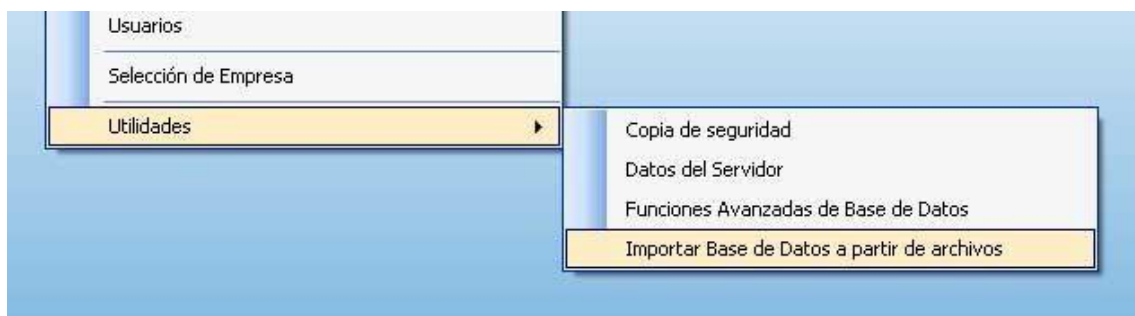 Usuarios
Selección de Empresa
Utilidades
Copia de seguridad
Datos del Servidor
Funciones Avanzadas de Base de Datos
Importar Base de Datos a partir de archivos